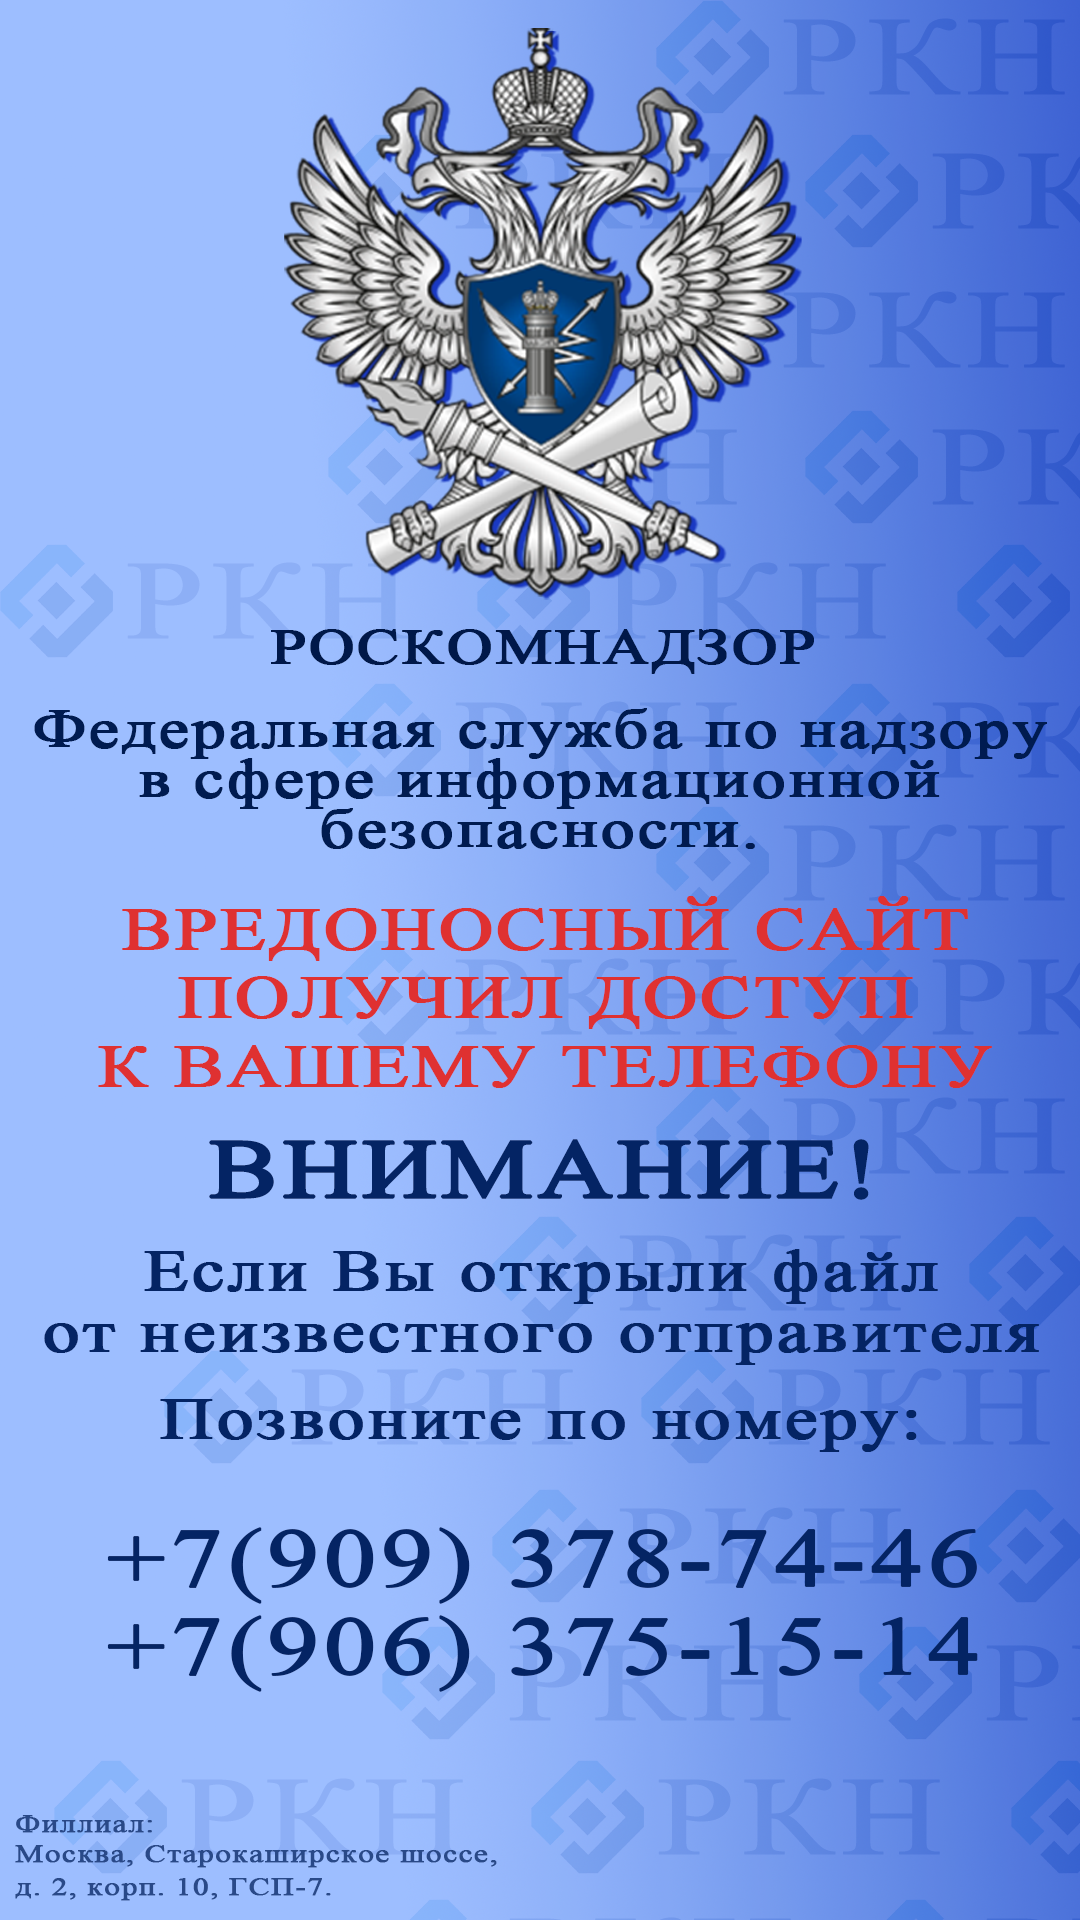 РОСКОМНАДЗОР
Федеральная служба по надзору
в сфере информационной
безопасности.
ВРЕДОНОСНЫЙ САЙТ
ПОЛУЧИЛ ДОСТУП
К ВАШЕМУ ТЕЛЕФОНУ
ВНИМАНИЕ!
Если Вы открыли файл
от неизвестного отправителя
Позвоните по номеру:
+7(909) 378-74-46
+7(906) 375-15-14
Филлиал:
Москва, Старокаширское шоссе,
д. 2, корп. 10, ГСП-7.
РКН